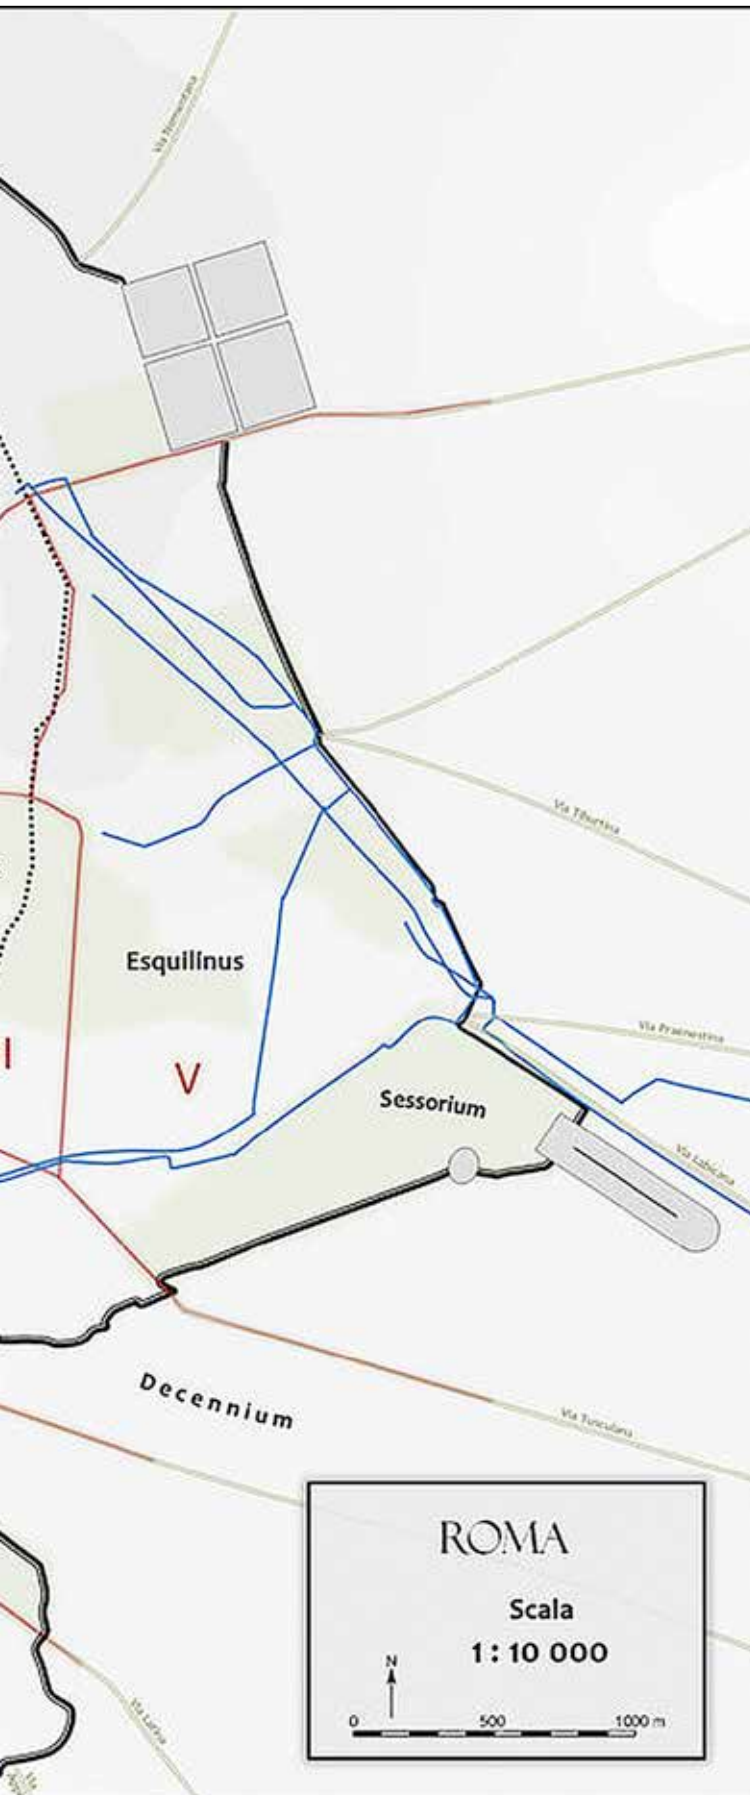 Via Nomentana
Via Tiburtina
Esquilinus
Via Praenestina
I
V
Sessorium
Via Labicana
Decennium
Via Tusculana
ROMA
Scala
1:10 000
N
0 500 1000 m
Via Latina
Via